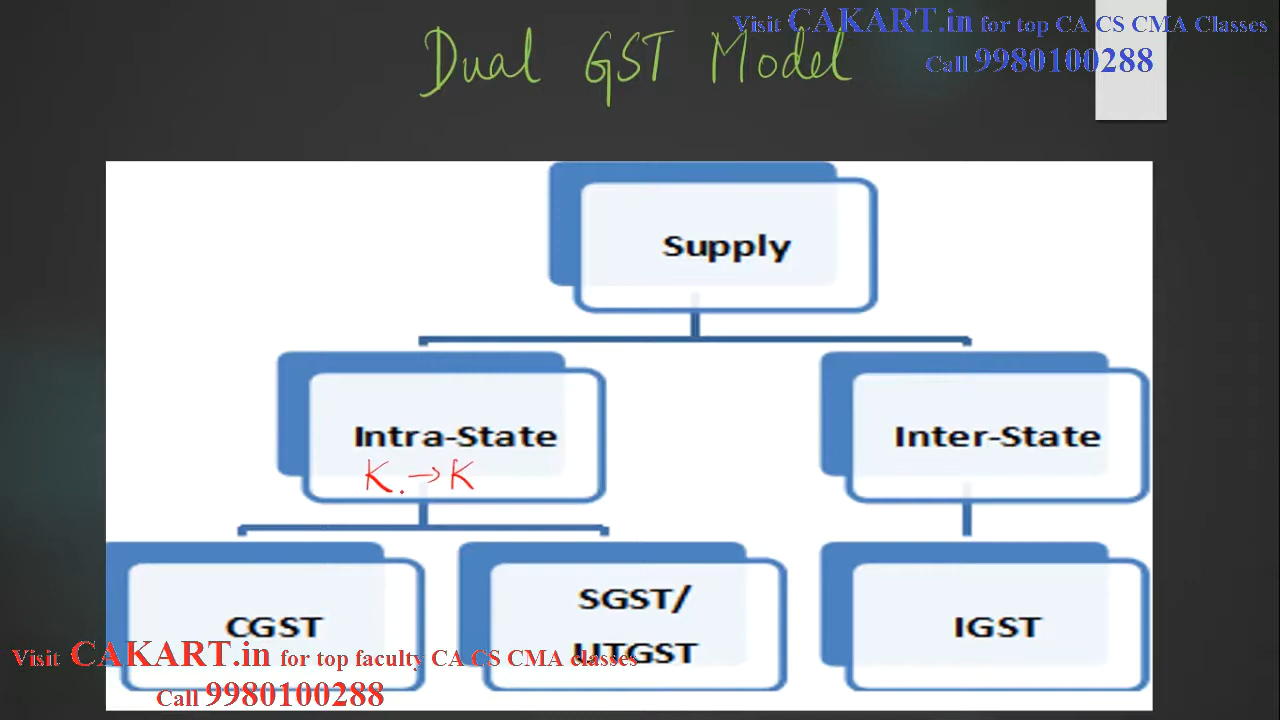 Visit CAKART.in for top CA CS CMA Classes
Call 9980100288
Dual GST Model
Supply
Intra-State
K. → K
Inter-State
CGST
SGST/
UTGST
IGST
Visit CAKART.in for top faculty CA CS CMA classes
Call 9980100288